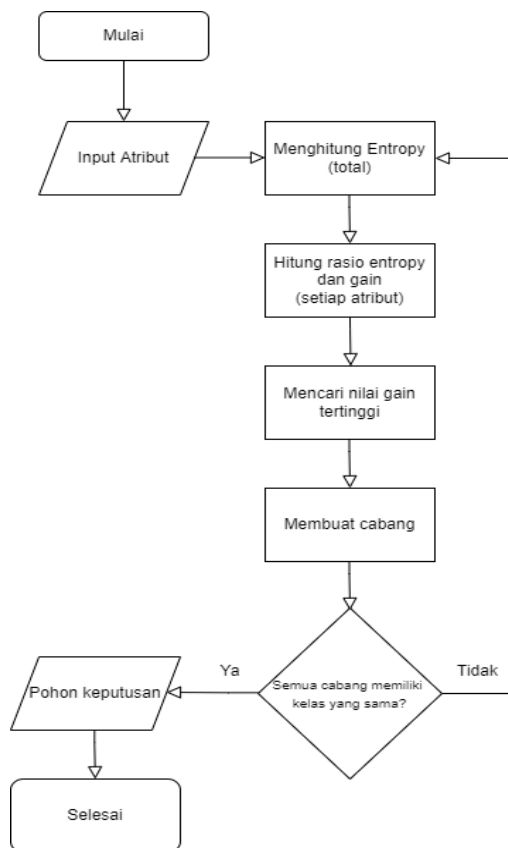 Mulai
Input Atribut
Menghitung Entropy
(total)
Hitung rasio entropy
dan gain
(setiap atribut)
Mencari nilai gain
tertinggi
Membuat cabang
Semua cabang memiliki
kelas yang sama?
Ya
Tidak
Pohon keputusan
Selesai